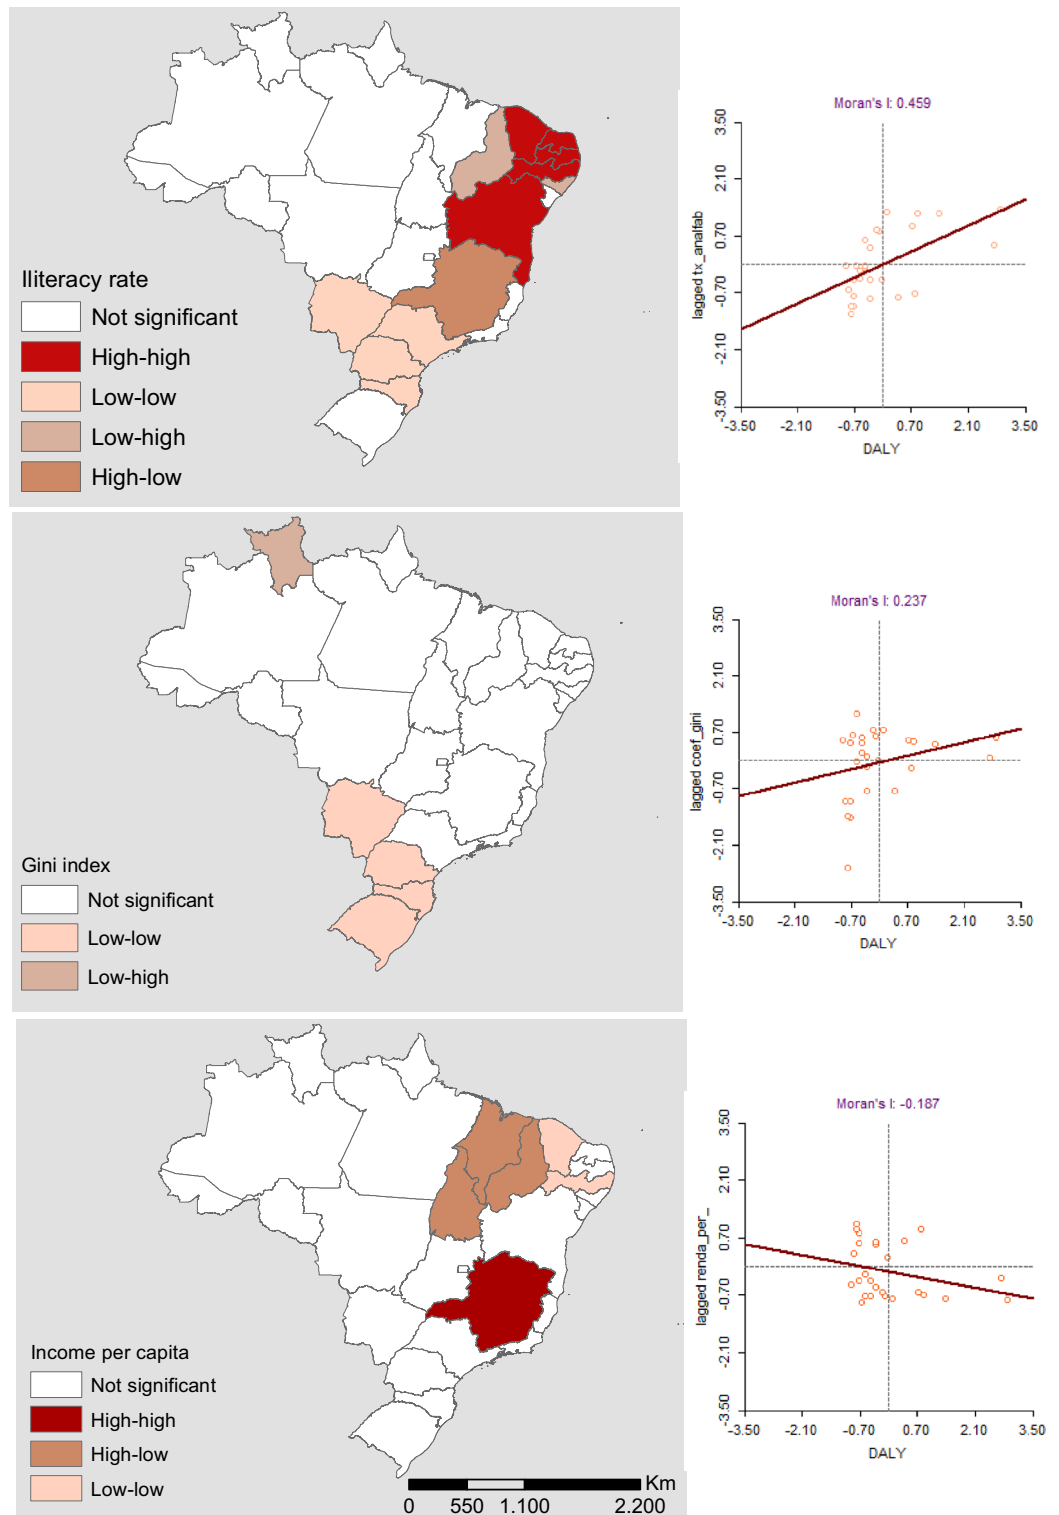 Illiteracy rate
Not significant
High-high
Low-low
Low-high
High-low
Moran's I: 0.459
lagged tx_analfab
3.50
2.10
0.70
-0.70
-2.10
-3.50
-3.50 -2.10 -0.70 0.70 2.10 3.50
DALY
Gini index
Not significant
Low-low
Low-high
Moran's I: 0.237
lagged coef_gini
3.50
2.10
0.70
-0.70
-2.10
-3.50
-3.50 -2.10 -0.70 0.70 2.10 3.50
DALY
Income per capita
Not significant
High-high
High-low
Low-low
Km
0 550 1.100 2.200
Moran's I: -0.187
lagged renda_per_
3.50
2.10
0.70
-0.70
-2.10
-3.50
-3.50 -2.10 -0.70 0.70 2.10 3.50
DALY